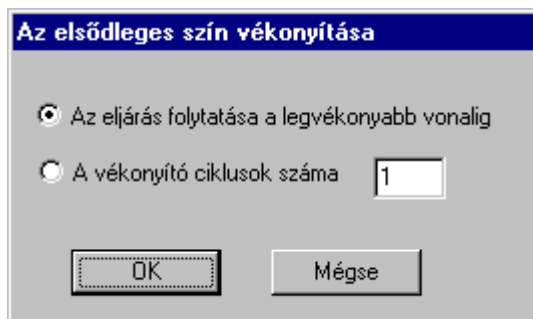 Az elsődleges szín vékonyítása
Az eljárás folytatása a legvékonyabb vonalig
A vékonyító ciklusok száma 1
OK Mégse